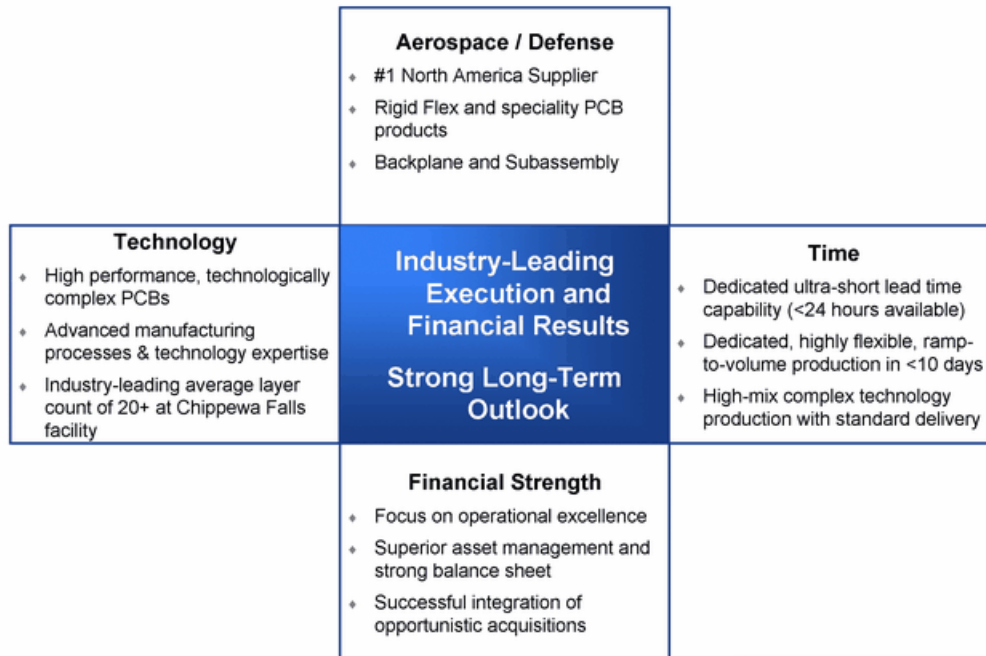 Aerospace / Defense
#1 North America Supplier
Rigid Flex and speciality PCB
products
Backplane and Subassembly
Technology
High performance, technologically
complex PCBs
Advanced manufacturing
processes & technology expertise
Industry-leading average layer
count of 20+ at Chippewa Falls
facility
Industry-Leading
Execution and
Financial Results
Strong Long-Term
Outlook
Time
Dedicated ultra-short lead time
capability (<24 hours available)
Dedicated, highly flexible, ramp-
to-volume production in <10 days
High-mix complex technology
production with standard delivery
Financial Strength
Focus on operational excellence
Superior asset management and
strong balance sheet
Successful integration of
opportunistic acquisitions